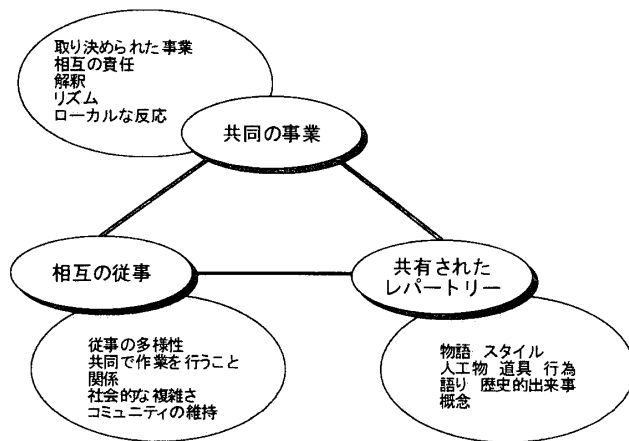 取り決められた事業
相互の責任
解釈
リズム
ローカルな反応
共同の事業
相互の従事
共有された
レパートリー
従事の多様性
共同で作業を行うこと
関係
社会的な複雑さ
コミュニティの維持
物語 スタイル
人工物 道具 行為
語り 歴史的出来事
概念